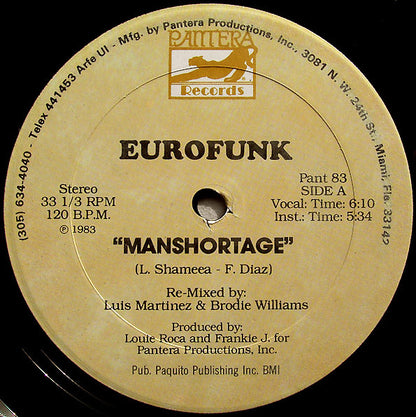 (305) 634-4040 - Telex 441453 Arfe UI - Mfg. by Pantera Productions, Inc., 3081 N. W. 24th St., Miami, Fla. 33142
PANTERA
Records
EUROFUNK
Stereo
33 1/3 RPM
120 B.P.M.
℗ 1983
Pant 83
SIDE A
Vocal: Time: 6:10
Inst.: Time: 5:34
“MANSHORTAGE”
(L. Shameea - F. Diaz)
Re-Mixed by:
Luis Martinez & Brodie Williams
Produced by:
Louie Roca and Frankie J. for
Pantera Productions, Inc.
Pub. Paquito Publishing Inc. BMI